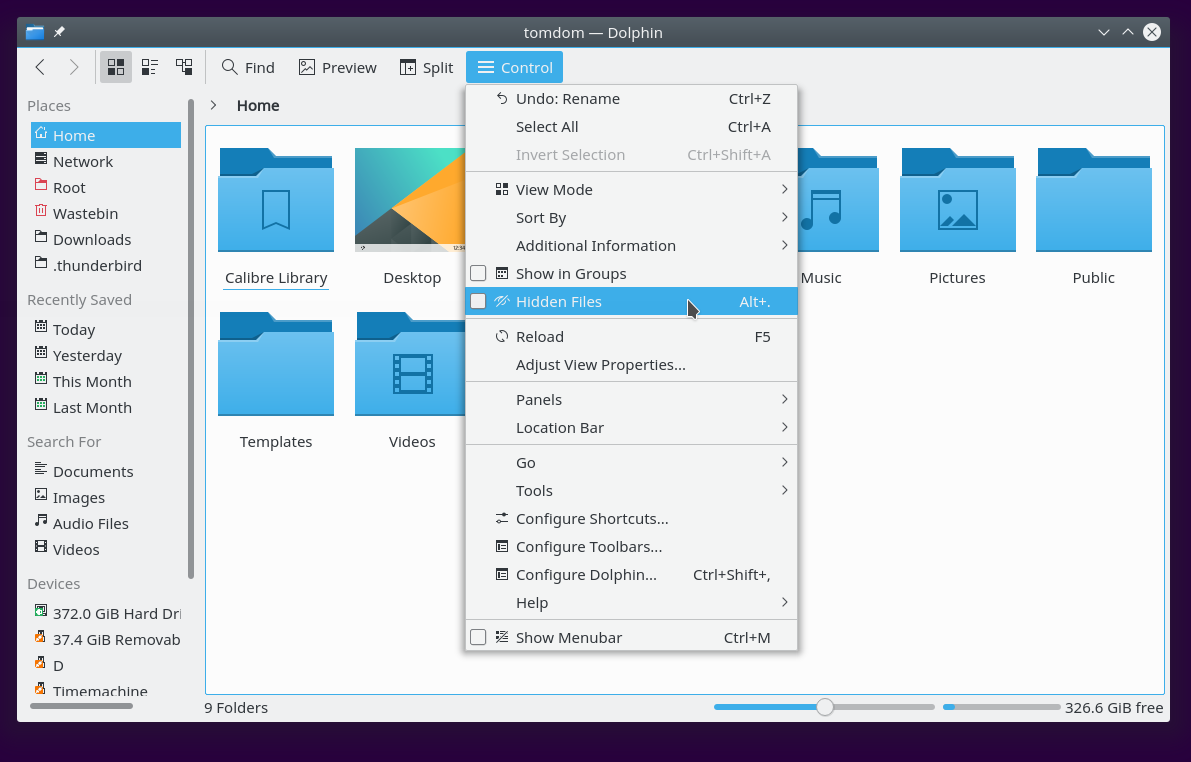 tomdom — Dolphin
Find Preview Split Control
Places
Home
Network
Root
Wastebin
Downloads
.thunderbird
Recently Saved
Today
Yesterday
This Month
Last Month
Search For
Documents
Images
Audio Files
Videos
Devices
372.0 GiB Hard Dri
37.4 GiB Removab
D
Timemachine
Home
Calibre Library
Desktop
Music
Pictures
Public
Templates
Videos
Undo: Rename Ctrl+Z
Select All Ctrl+A
Invert Selection Ctrl+Shift+A
View Mode
Sort By
Additional Information
Show in Groups
Hidden Files Alt+.
Reload F5
Adjust View Properties...
Panels
Location Bar
Go
Tools
Configure Shortcuts...
Configure Toolbars...
Configure Dolphin... Ctrl+Shift+,
Help
Show Menubar Ctrl+M
9 Folders
326.6 GiB free